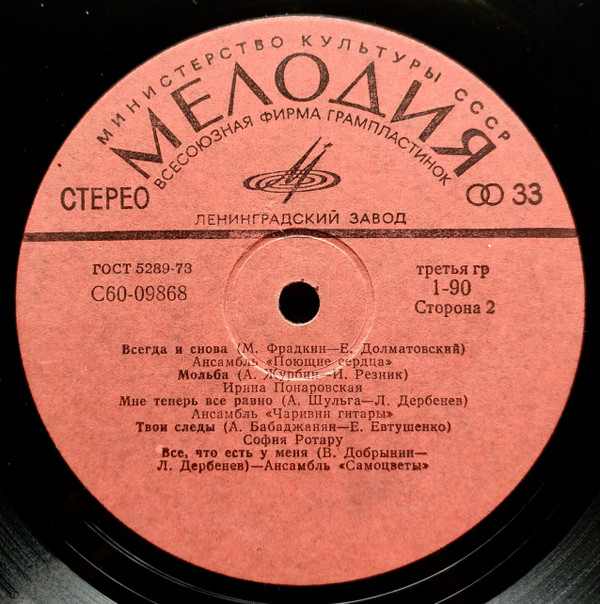 МИНИСТЕРСТВО КУЛЬТУРЫ СССР
МЕЛОДИЯ
ВСЕСОЮЗНАЯ ФИРМА ГРАМПЛАСТИНОК
СТЕРЕО
33
ЛЕНИНГРАДСКИЙ ЗАВОД
ГОСТ 5289-73
С60-09868
третья гр
1-90
Сторона 2
Всегда и снова (М. Фрадкин—Е. Долматовский)
Ансамбль «Поющие сердца»
Мольба (А. Журбин—И. Резник)
Ирина Понаровская
Мне теперь все равно (А. Шульга—Л. Дербенев)
Ансамбль «Чаривни гитары»
Твои следы (А. Бабаджанян—Е. Евтушенко)
София Ротару
Все, что есть у меня (В. Добрынин—
Л. Дербенев)—Ансамбль «Самоцветы»